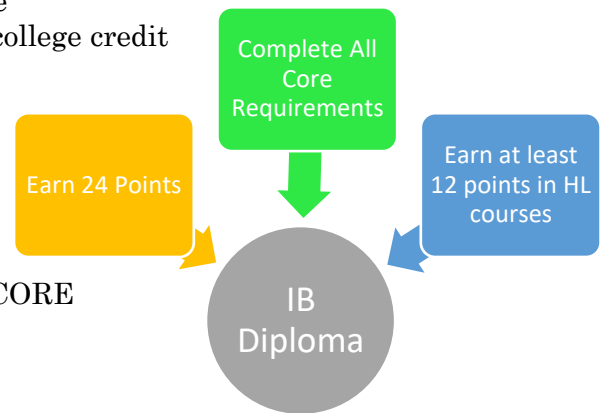 college credit
Complete All
Core
Requirements
Earn 24 Points
Earn at least
12 points in HL
courses
CORE
IB
Diploma